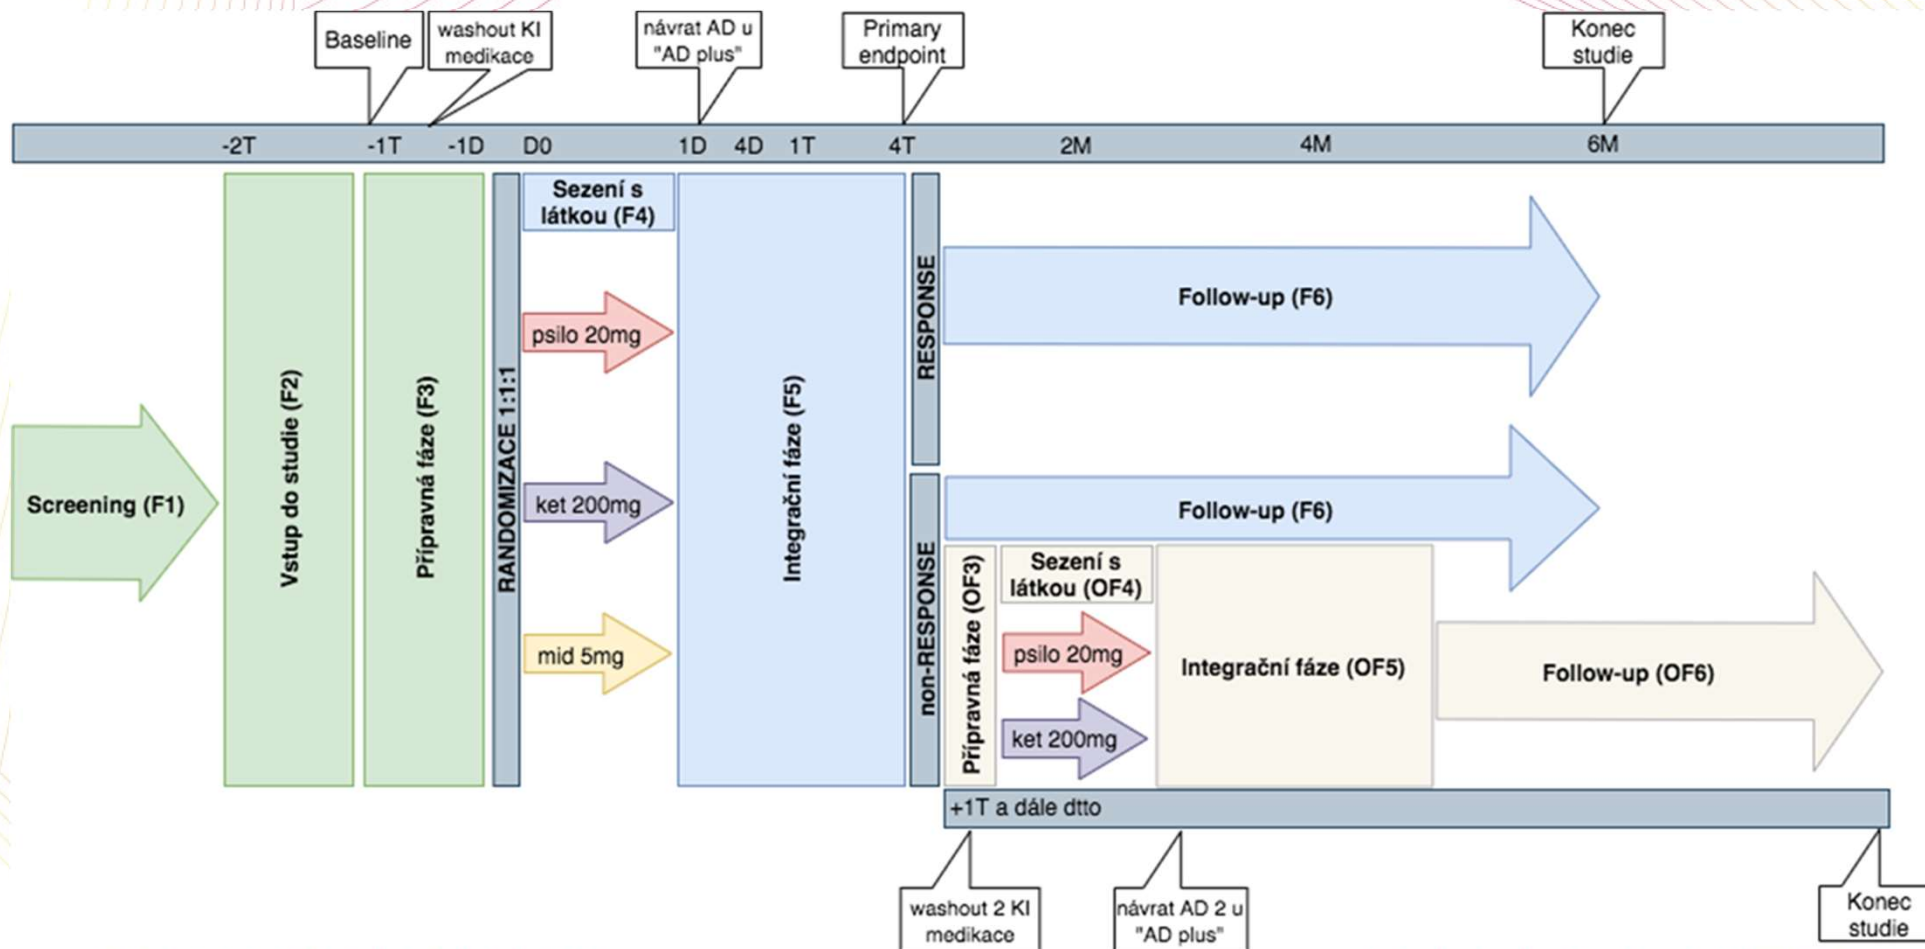 Baseline
washout KI
medikace
návrat AD u
"AD plus"
Primary
endpoint
Konec
studie
-2T
-1T
-1D
D0
1D
4D
1T
4T
2M
4M
6M
Screening (F1)
Vstup do studie (F2)
Přípravná fáze (F3)
RANDOMIZACE 1:1:1
Sezení s
látkou (F4)
psilo 20mg
ket 200mg
mid 5mg
Integrační fáze (F5)
RESPONSE
Follow-up (F6)
non-RESPONSE
Follow-up (F6)
Přípravná fáze (OF3)
Sezení s
látkou (OF4)
psilo 20mg
ket 200mg
Integrační fáze (OF5)
Follow-up (OF6)
+1T a dále dtto
washout 2 KI
medikace
návrat AD 2 u
"AD plus"
Konec
studie